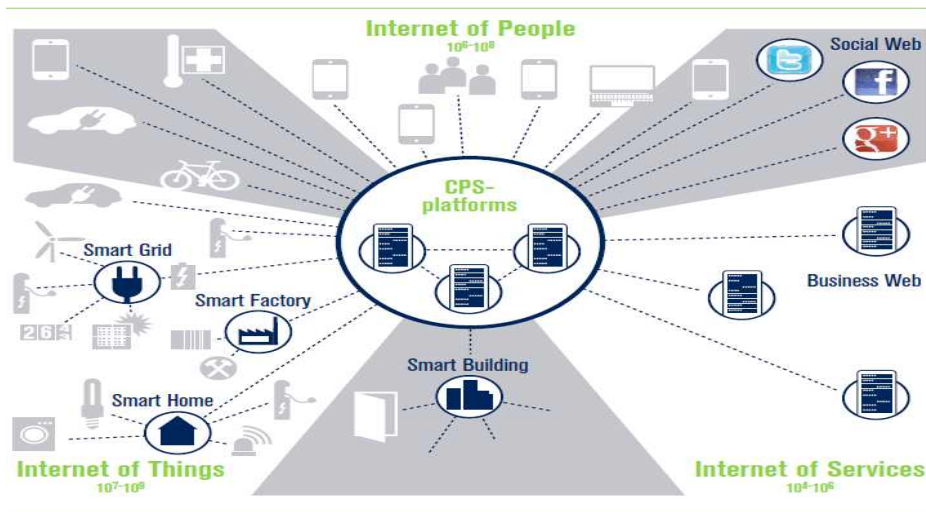 Internet of People
10⁶-10⁸
Social Web
f
g+
CPS-
platforms
Smart Grid
Business Web
Smart Factory
Smart Building
Smart Home
Internet of Things
10⁷-10⁹
Internet of Services
10⁴-10⁶